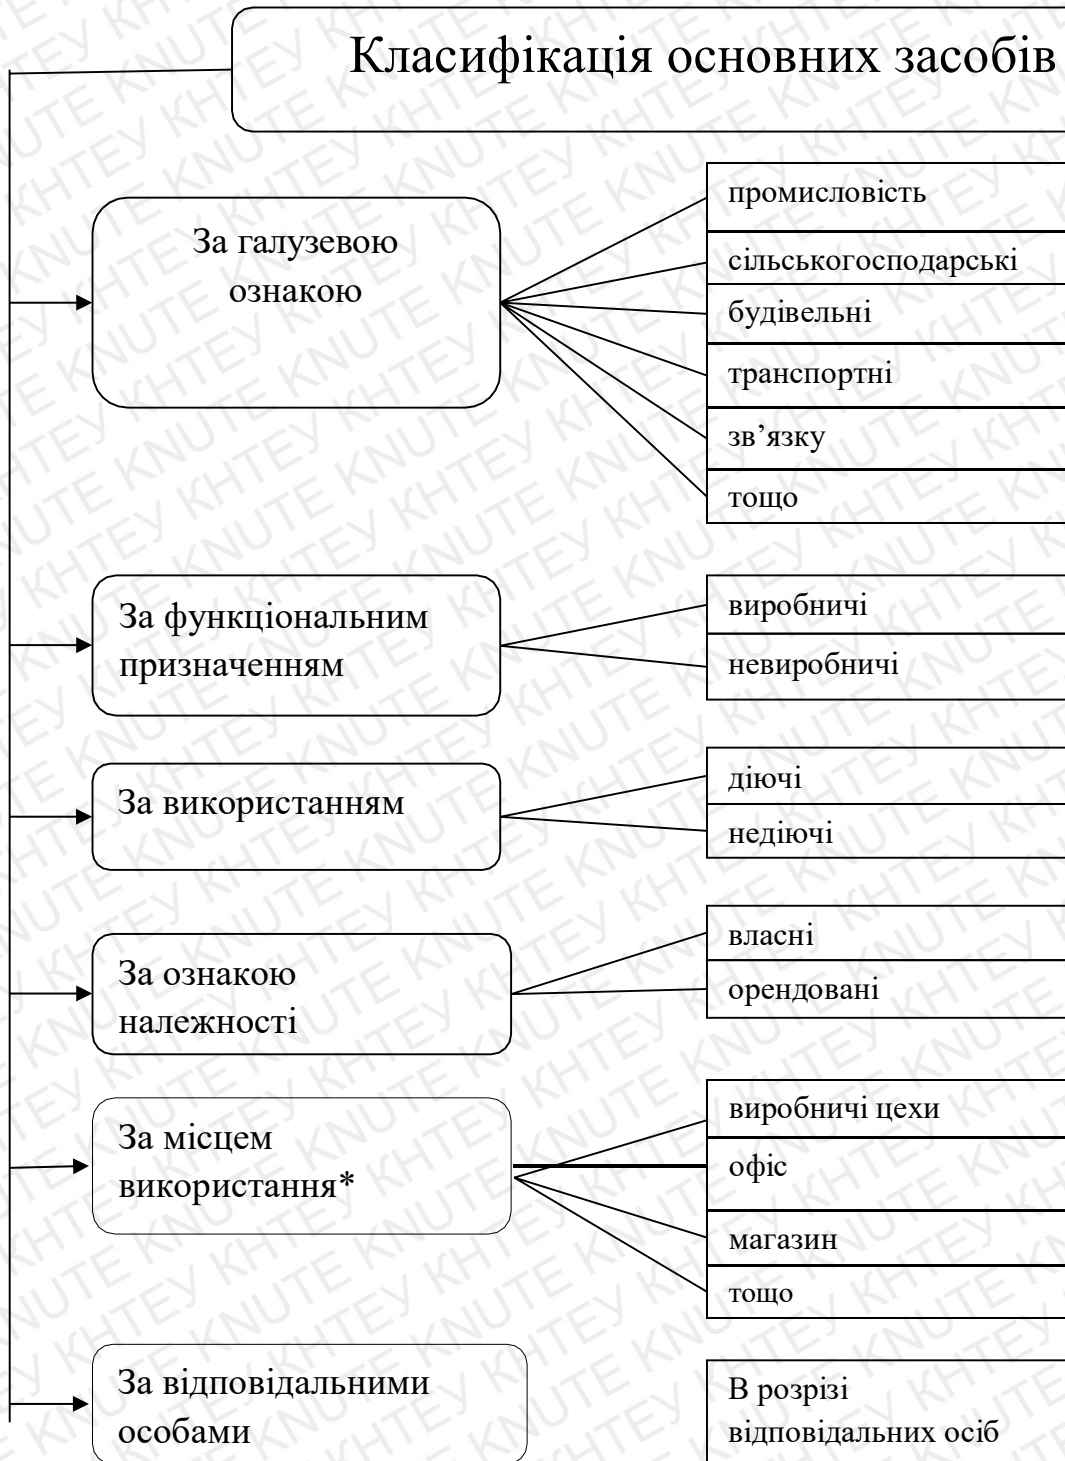 Класифікація основних засобів
За галузевою
ознакою
промисловість
сільськогосподарські
будівельні
транспортні
зв’язку
тощо
За функціональним
призначенням
виробничі
невиробничі
За використанням
діючі
недіючі
За ознакою
належності
власні
орендовані
За місцем
використання*
виробничі цехи
офіс
магазин
тощо
За відповідальними
особами
В розрізі
відповідальних осіб